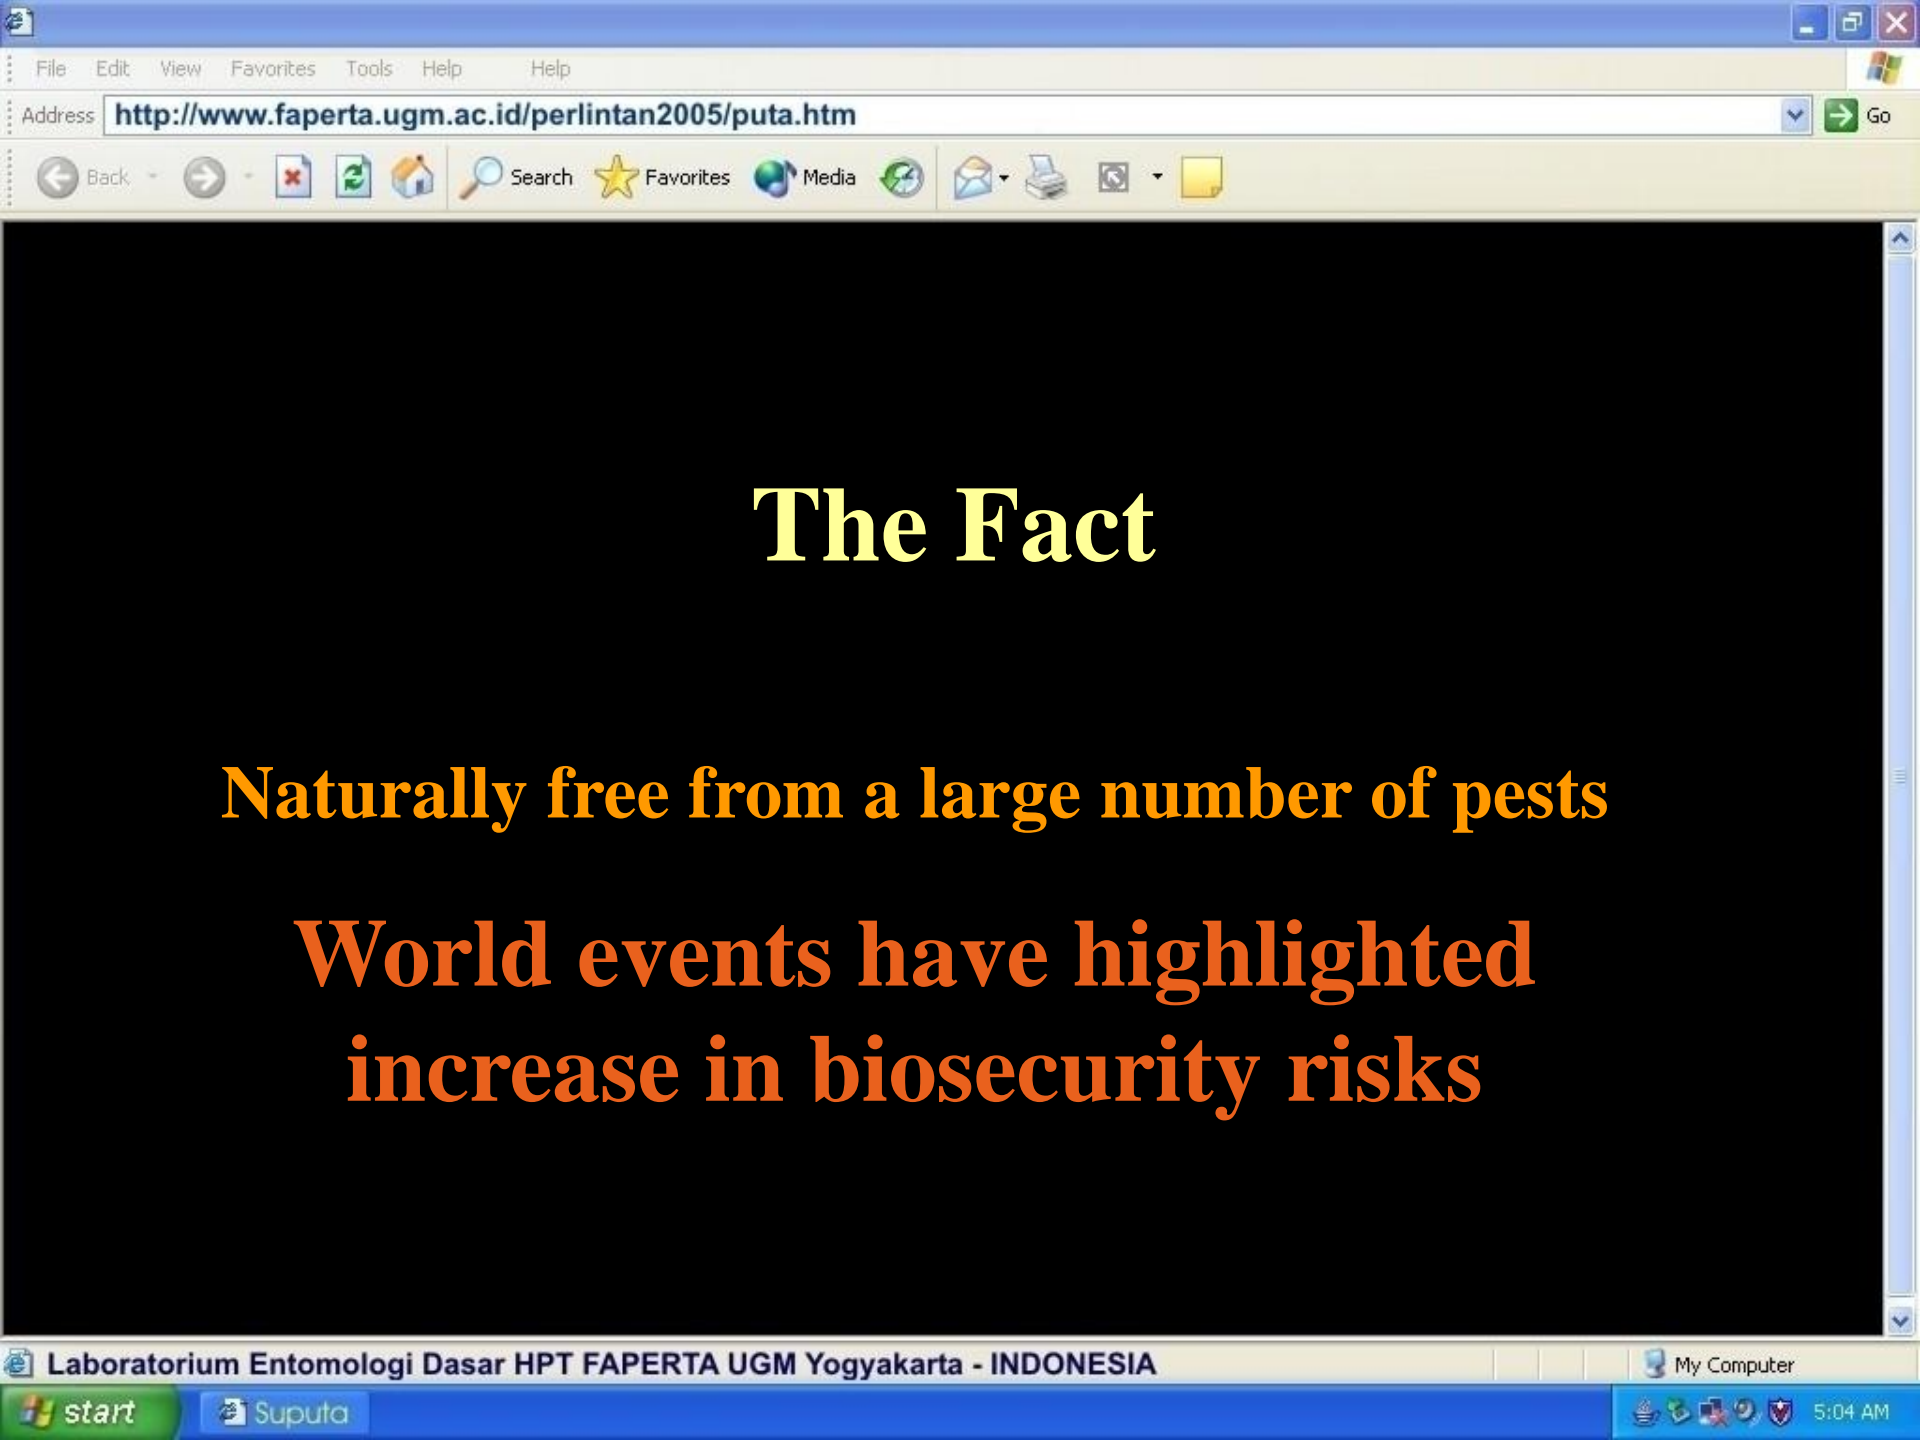 File Edit View Favorites Tools Help Help
Address http://www.faperta.ugm.ac.id/perlintan2005/puta.htm Go
Back Search Favorites Media
The Fact
Naturally free from a large number of pests
World events have highlighted
increase in biosecurity risks
Laboratorium Entomologi Dasar HPT FAPERTA UGM Yogyakarta - INDONESIA My Computer
start Suputa 5:04 AM